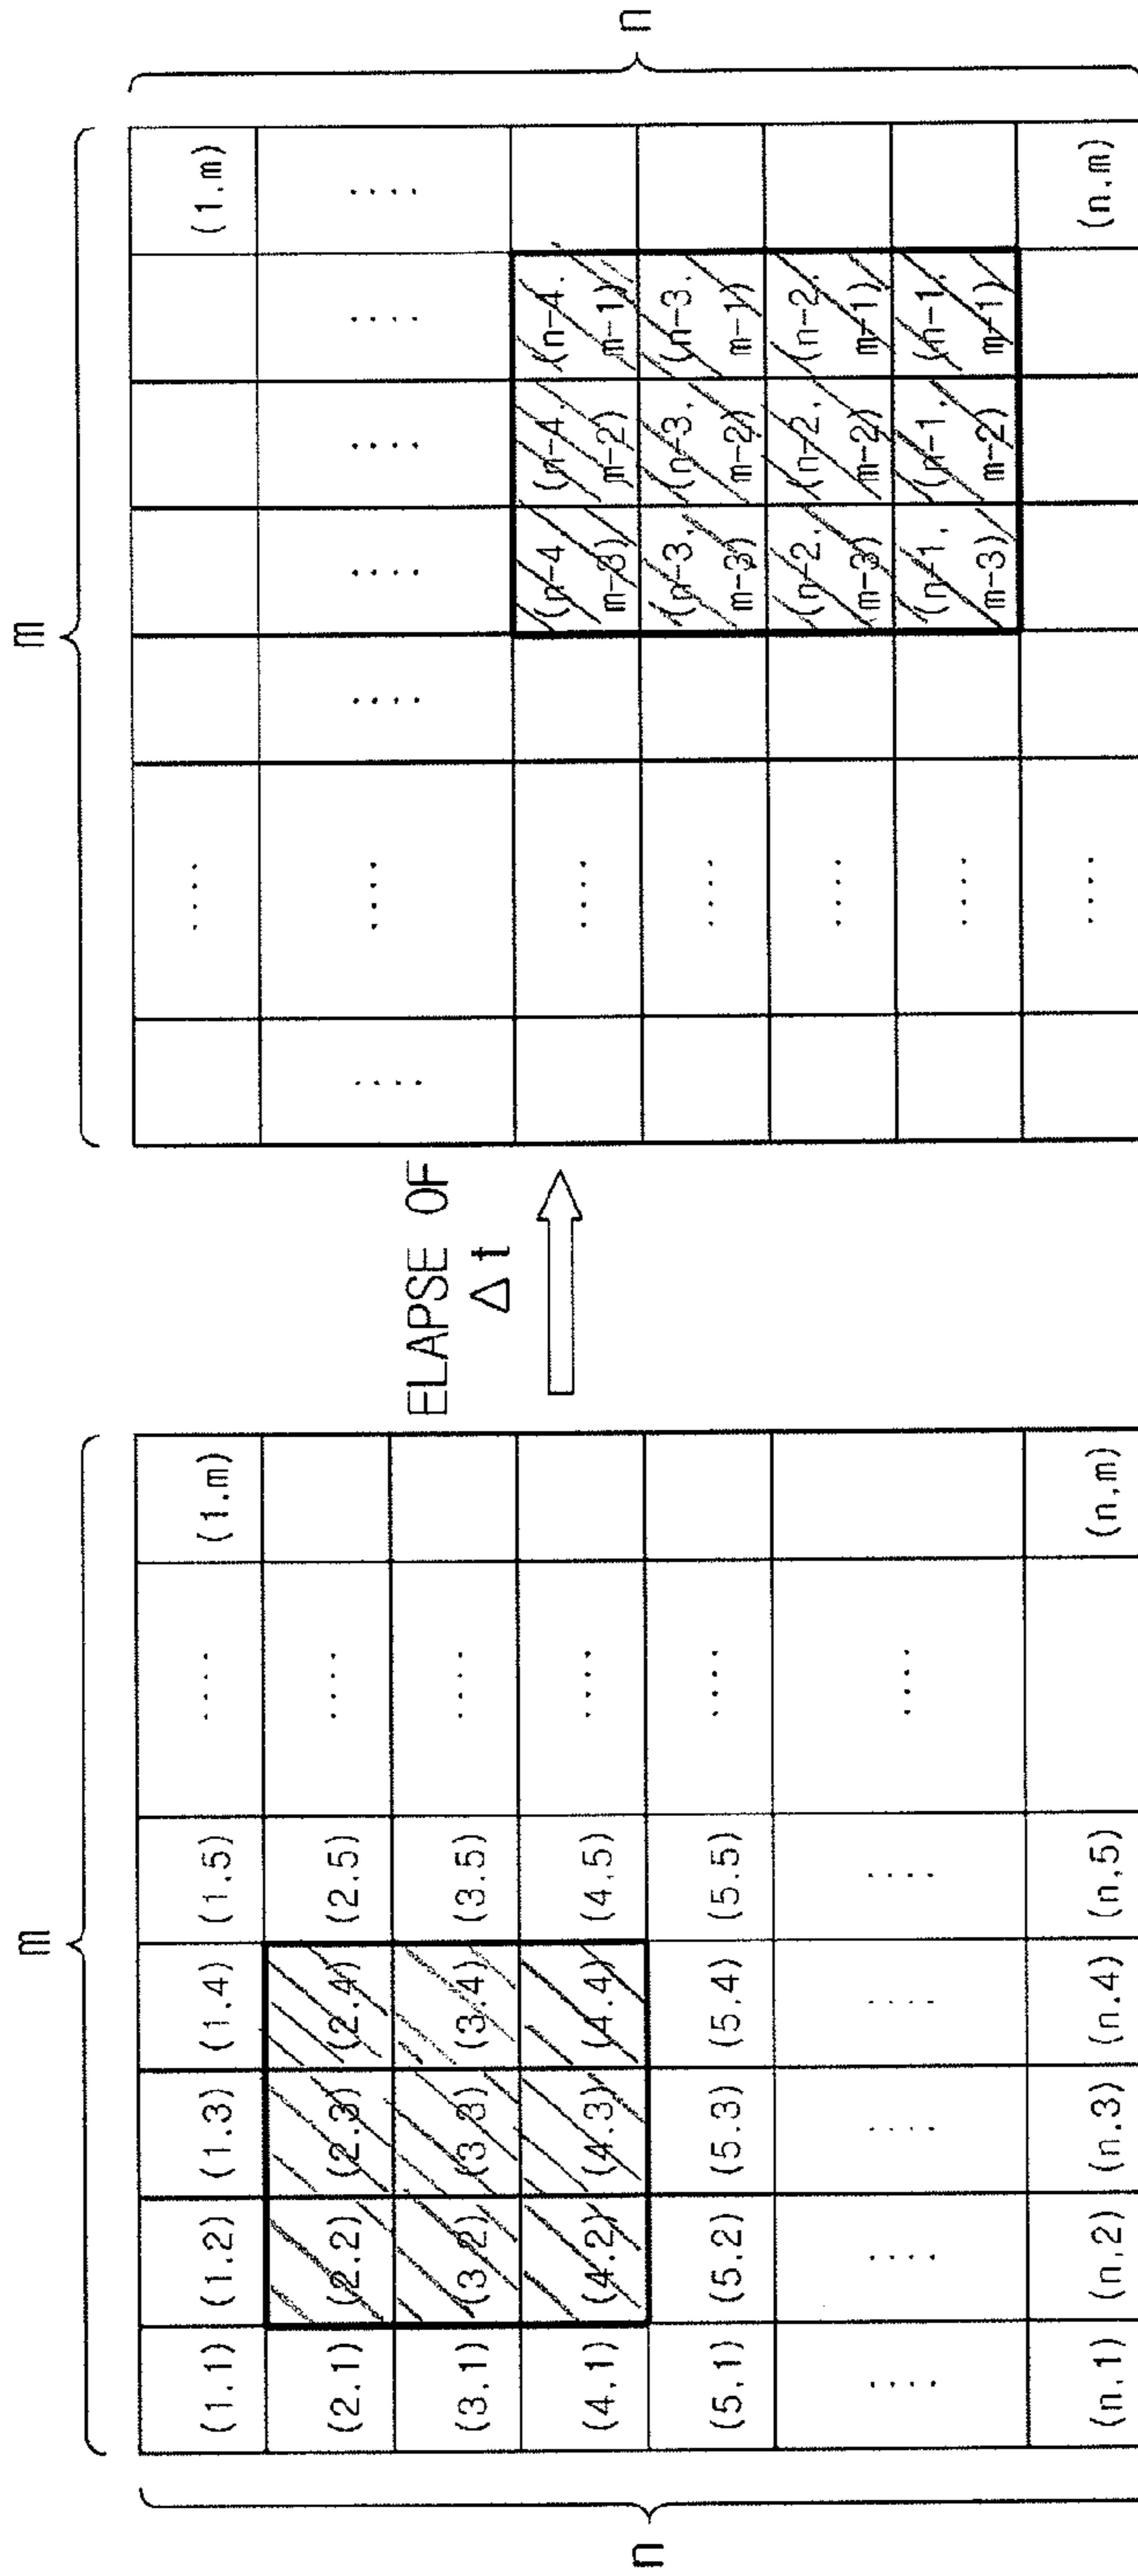 m
n
(1.1) (1.2) (1.3) (1.4) (1.5) .... (1.m)
(2.1) (2.2) (2.3) (2.4) (2.5) ....
(3.1) (3.2) (3.3) (3.4) (3.5) ....
(4,1) (4.2) (4.3) (4.4) (4,5) ....
(5,1) (5.2) (5.3) (5.4) (5.5) ....
.... .... .... .... .... ....
(n,1) (n,2) (n.3) (n.4) (n,5) (n,m)
ELAPSE OF
Δt
m
n
.... (1.m)
.... .... .... .... .... .... ....
.... (n-4 m-3) (n-4. m-2) (n-4. m-1)
.... (n-3, m-3) (n-3. m-2) (n-3. m-1)
.... (n-2. m-3) (n-2, m-2) (n-2. m-1)
.... (n-1, m-3) (n-1. m-2) (n-1. m-1)
.... (n,m)